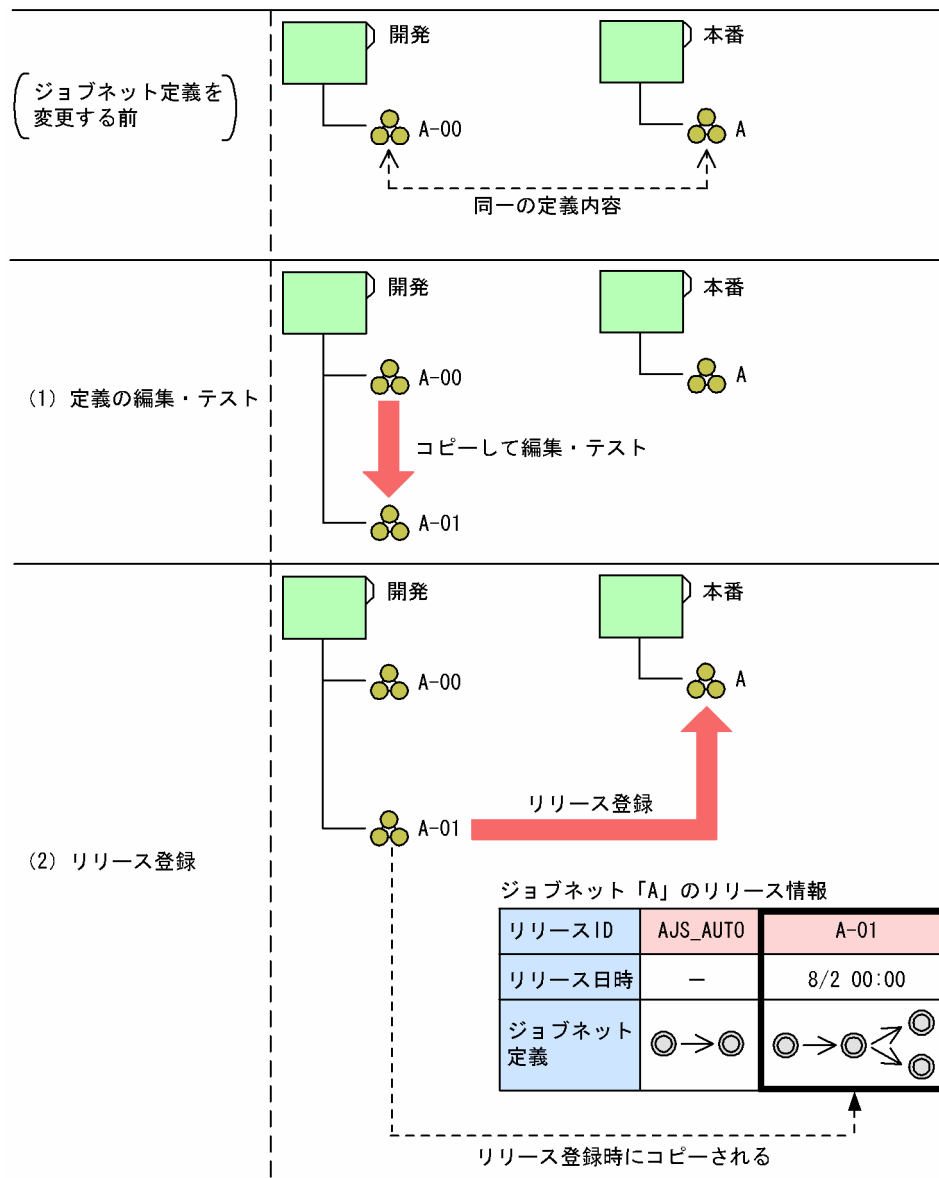 開発
本番
ジョブネット定義を
変更する前
A-00
A
同一の定義内容
開発
本番
A-00
A
(1) 定義の編集・テスト
コピーして編集・テスト
A-01
開発
本番
A-00
A
リリース登録
A-01
(2) リリース登録
ジョブネット「A」のリリース情報
リリースID AJS_AUTO A-01
リリース日時 － 8/2 00:00
ジョブネット
定義
リリース登録時にコピーされる